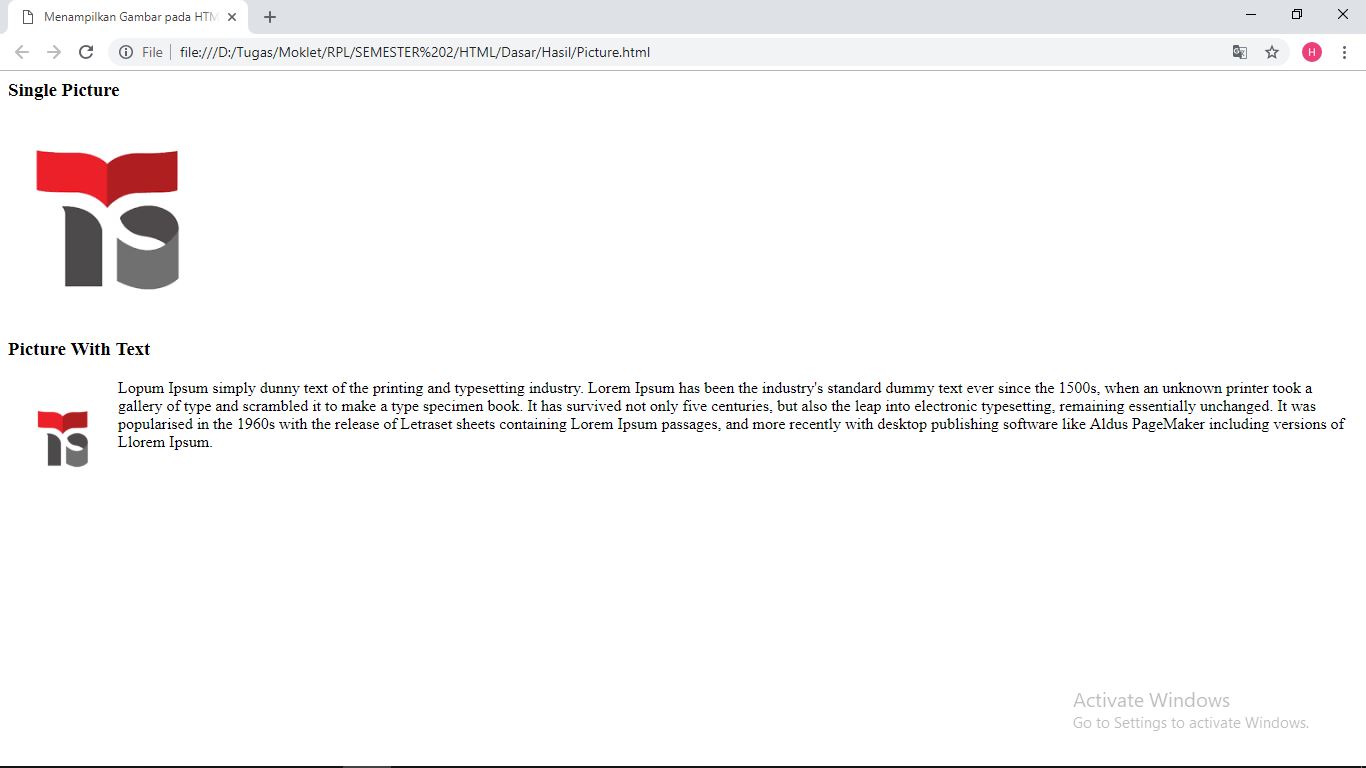 Menampilkan Gambar pada HTM
File
file:///D:/Tugas/Moklet/RPL/SEMESTER%202/HTML/Dasar/Hasil/Picture.html
H
Single Picture
Picture With Text
Lopum Ipsum simply dunny text of the printing and typesetting industry. Lorem Ipsum has been the industry's standard dummy text ever since the 1500s, when an unknown printer took a
gallery of type and scrambled it to make a type specimen book. It has survived not only five centuries, but also the leap into electronic typesetting, remaining essentially unchanged. It was
popularised in the 1960s with the release of Letraset sheets containing Lorem Ipsum passages, and more recently with desktop publishing software like Aldus PageMaker including versions of
Llorem Ipsum.
Activate Windows
Go to Settings to activate Windows.